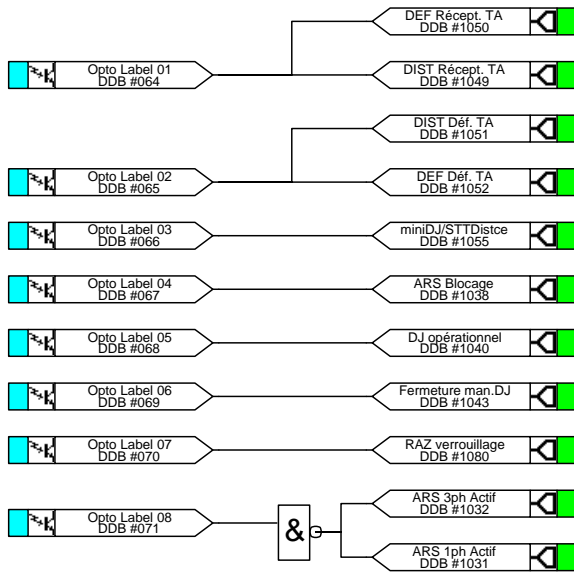 DEF Récept. TA
DDB #1050
Opto Label 01
DDB #064
DIST Récept. TA
DDB #1049
DIST Déf. TA
DDB #1051
Opto Label 02
DDB #065
DEF Déf. TA
DDB #1052
Opto Label 03
DDB #066
miniDJ/STTDistce
DDB #1055
Opto Label 04
DDB #067
ARS Blocage
DDB #1038
Opto Label 05
DDB #068
DJ opérationnel
DDB #1040
Opto Label 06
DDB #069
Fermeture man.DJ
DDB #1043
Opto Label 07
DDB #070
RAZ verrouillage
DDB #1080
ARS 3ph Actif
DDB #1032
Opto Label 08
DDB #071
&
ARS 1ph Actif
DDB #1031